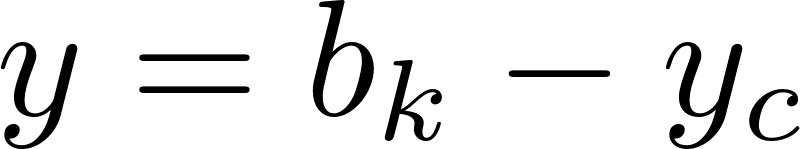 y = b_k − y_c